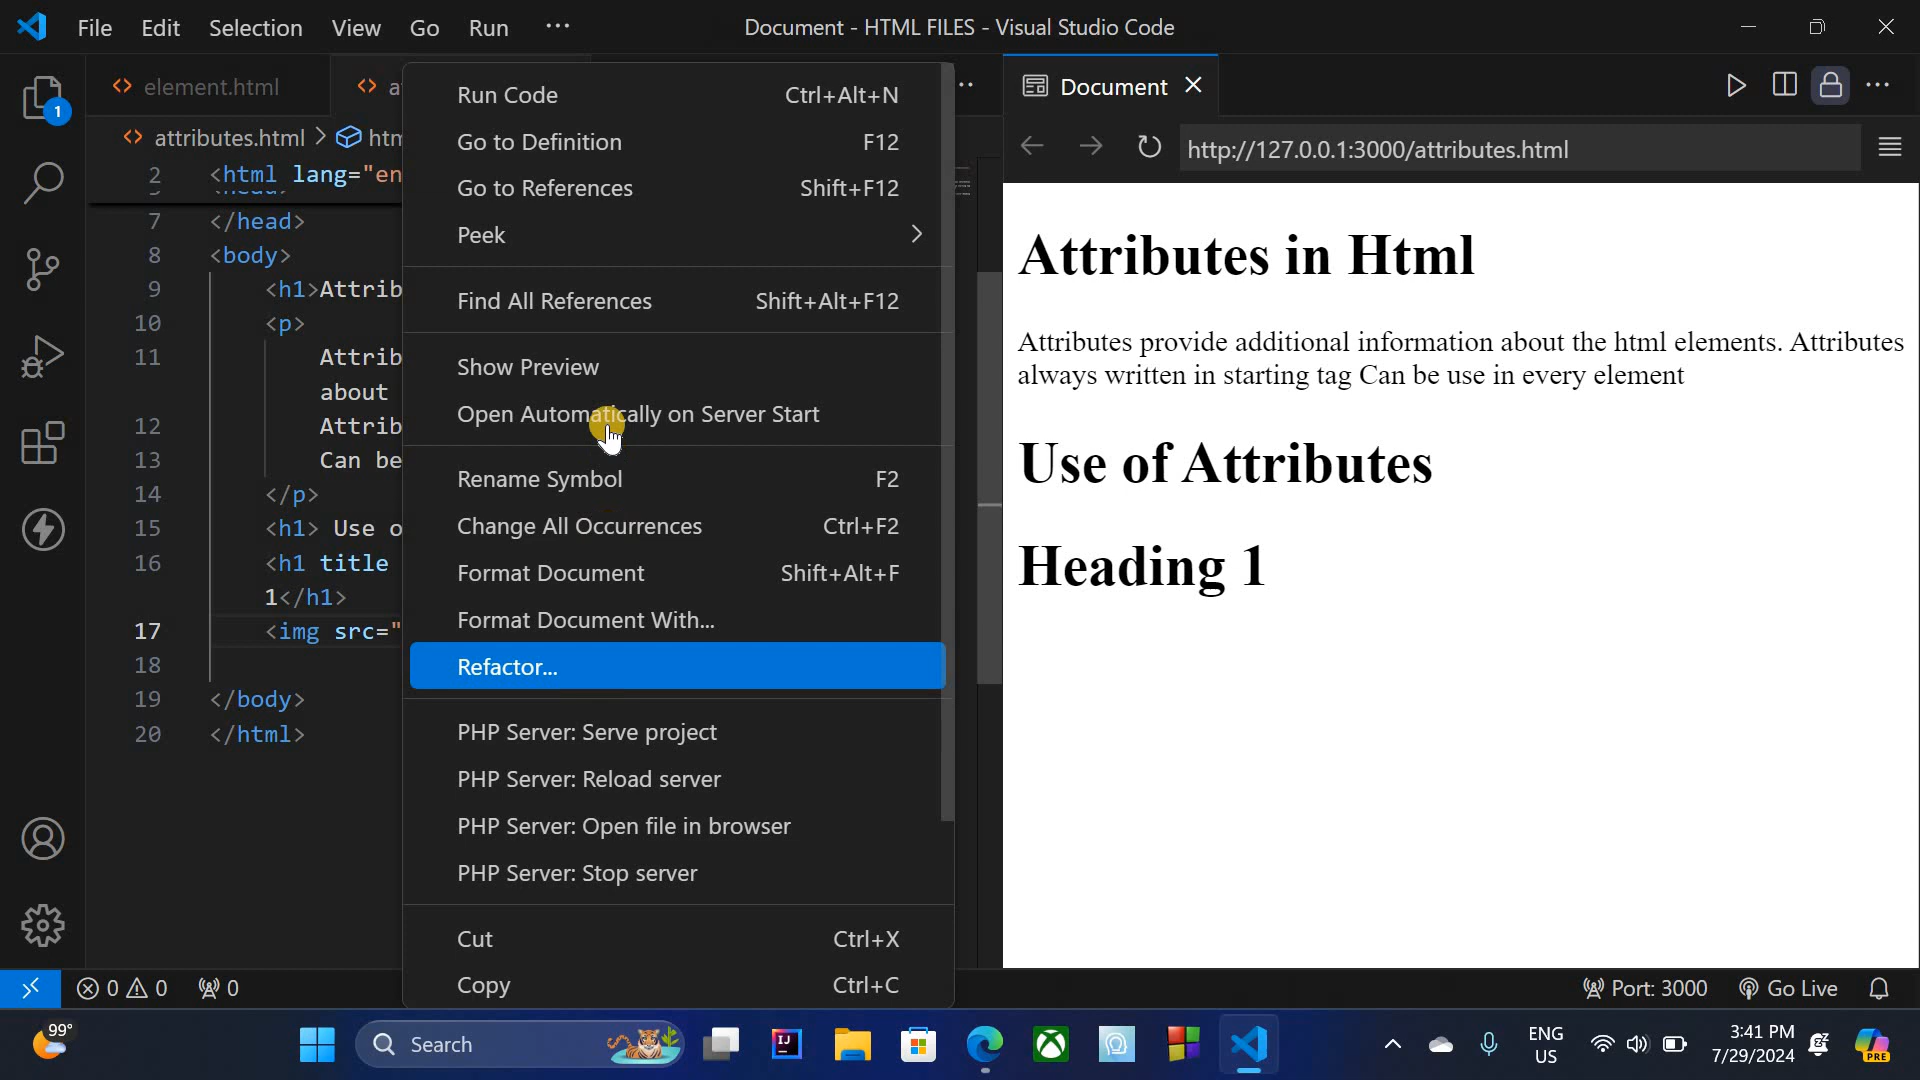 File Edit Selection View Go Run ···
Document - HTML FILES - Visual Studio Code
1
<> element.html
<> a
<> attributes.html > htm
2 <html lang="en
7 </head>
8 <body>
9 <h1>Attrib
10 <p>
11 Attrib
about
12 Attrib
13 Can be
14 </p>
15 <h1> Use o
16 <h1 title
1</h1>
17 <img src="
18
19 </body>
20 </html>
Run Code Ctrl+Alt+N
Go to Definition F12
Go to References Shift+F12
Peek >
Find All References Shift+Alt+F12
Show Preview
Open Automatically on Server Start
Rename Symbol F2
Change All Occurrences Ctrl+F2
Format Document Shift+Alt+F
Format Document With...
Refactor...
PHP Server: Serve project
PHP Server: Reload server
PHP Server: Open file in browser
PHP Server: Stop server
Cut Ctrl+X
Copy Ctrl+C
Document
http://127.0.0.1:3000/attributes.html
Attributes in Html
Attributes provide additional information about the html elements. Attributes
always written in starting tag Can be use in every element
Use of Attributes
Heading 1
0 0 0
Port: 3000 Go Live
99°
Search
IJ
ENG
US
3:41 PM
7/29/2024
PRE